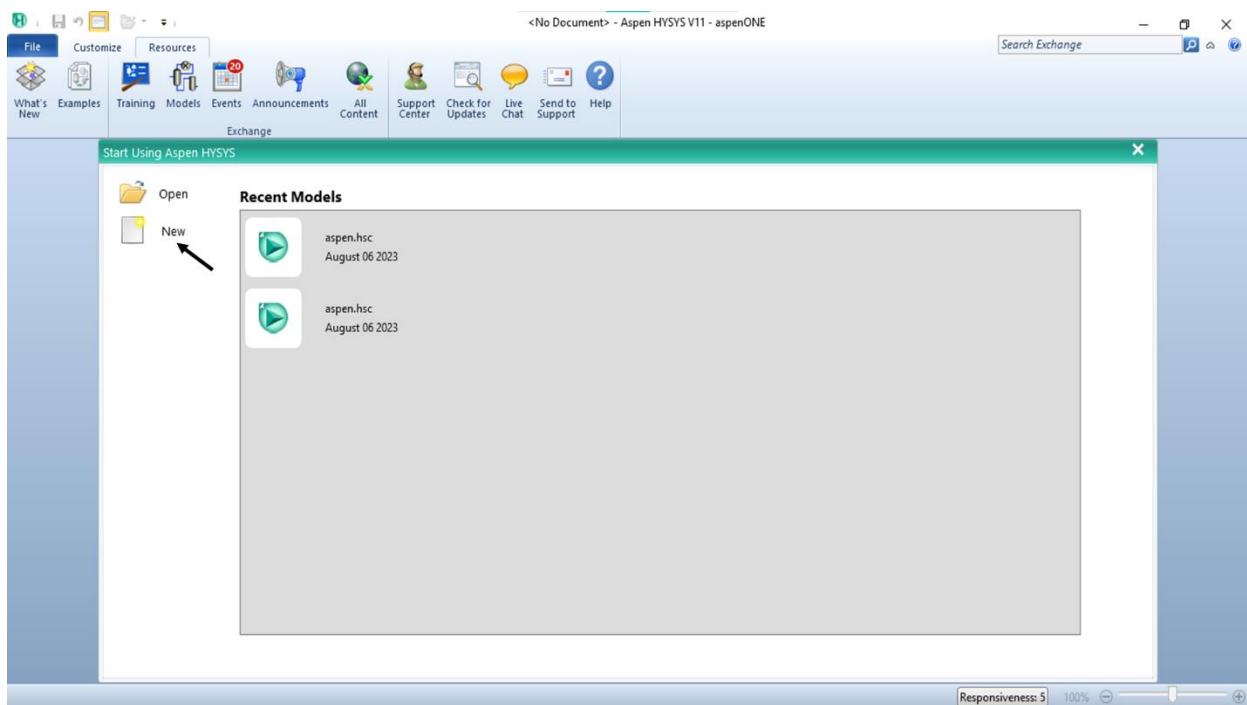 <No Document> - Aspen HYSYS V11 - aspenONE
File Customize Resources Search Exchange
What's New Examples Training Models Events 20 Announcements All Content Support Center Check for Updates Live Chat Send to Support Help
Exchange
Start Using Aspen HYSYS
Open
New
Recent Models
aspen.hsc
August 06 2023
aspen.hsc
August 06 2023
Responsiveness: 5 100%